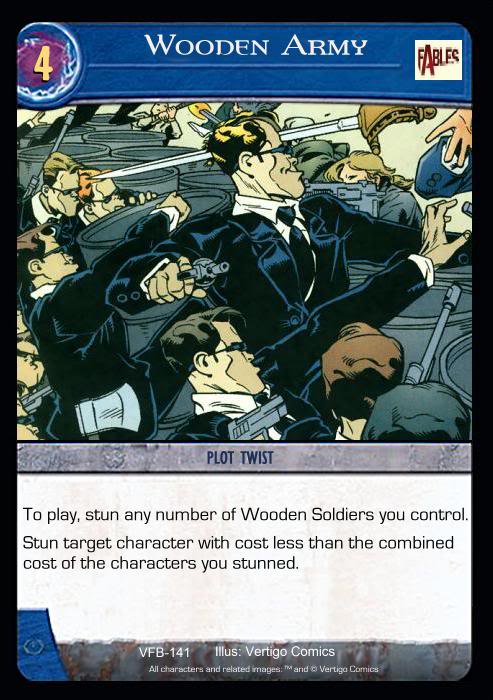 4
WOODEN ARMY
FABLES
PLOT TWIST
To play, stun any number of Wooden Soldiers you control.
Stun target character with cost less than the combined
cost of the characters you stunned.
VFB-141 Illus: Vertigo Comics
All characters and related images: ™ and © Vertigo Comics